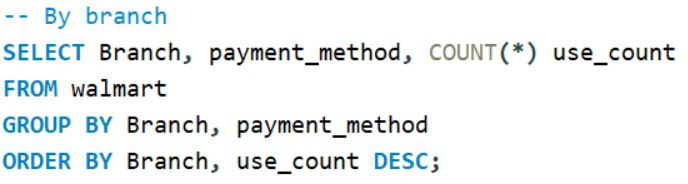 -- By branch
SELECT Branch, payment_method, COUNT(*) use_count
FROM walmart
GROUP BY Branch, payment_method
ORDER BY Branch, use_count DESC;